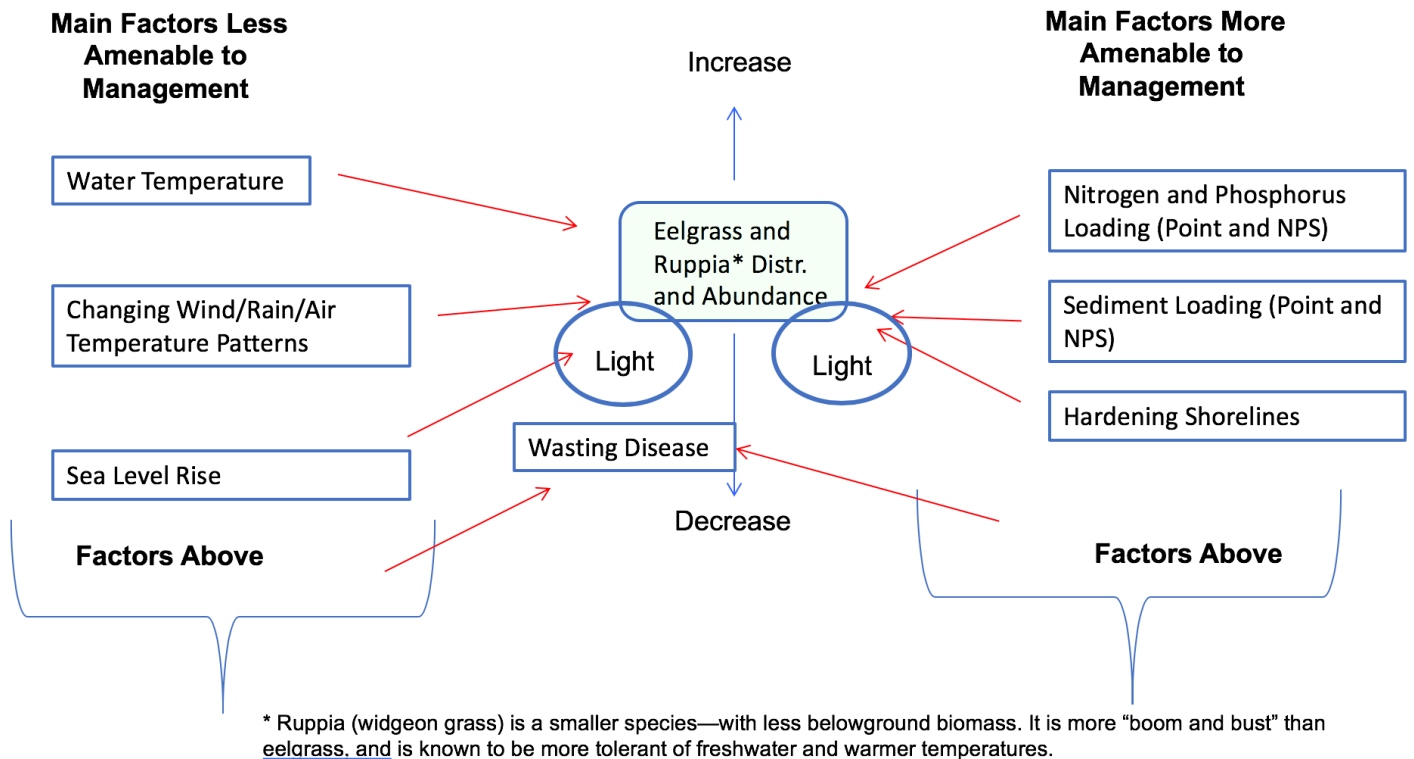 Main Factors Less
Amenable to
Management
Main Factors More
Amenable to
Management
Increase
Water Temperature
Nitrogen and Phosphorus
Loading (Point and NPS)
Eelgrass and
Ruppia* Distr.
and Abundance
Changing Wind/Rain/Air
Temperature Patterns
Sediment Loading (Point and
NPS)
Light
Light
Hardening Shorelines
Wasting Disease
Sea Level Rise
Decrease
Factors Above
Factors Above
* Ruppia (widgeon grass) is a smaller species—with less belowground biomass. It is more “boom and bust” than
eelgrass, and is known to be more tolerant of freshwater and warmer temperatures.